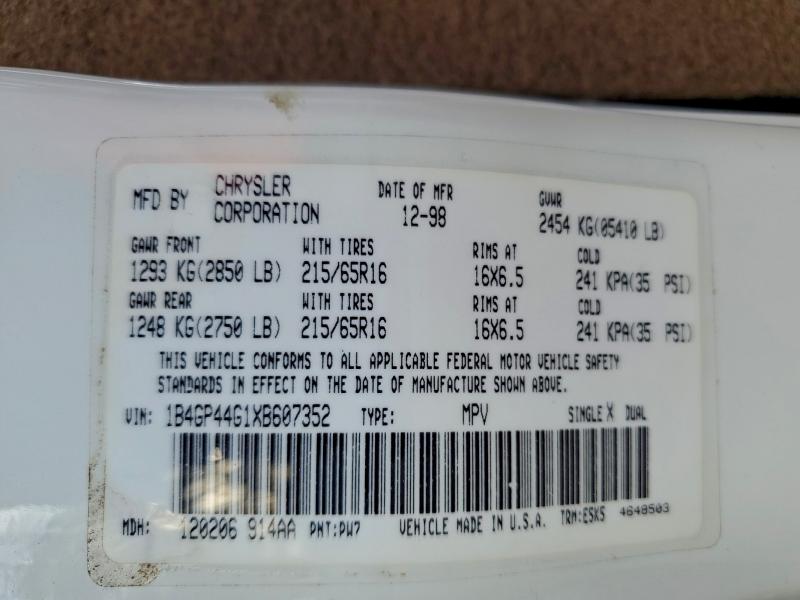 MFD BY CHRYSLER CORPORATION DATE OF MFR 12-98 GVWR 2454 KG(05410 LB)
GAWR FRONT WITH TIRES RIMS AT COLD
1293 KG(2850 LB) 215/65R16 16X6.5 241 KPA(35 PSI)
GAWR REAR WITH TIRES RIMS AT COLD
1248 KG(2750 LB) 215/65R16 16X6.5 241 KPA(35 PSI)
THIS VEHICLE CONFORMS TO ALL APPLICABLE FEDERAL MOTOR VEHICLE SAFETY
STANDARDS IN EFFECT ON THE DATE OF MANUFACTURE SHOWN ABOVE.
VIN: 1B4GP44G1XB607352 TYPE: MPV SINGLE X DUAL
MDH: 120206 914AA PNT:PW7 VEHICLE MADE IN U.S.A. TRM:ESK5 4648503